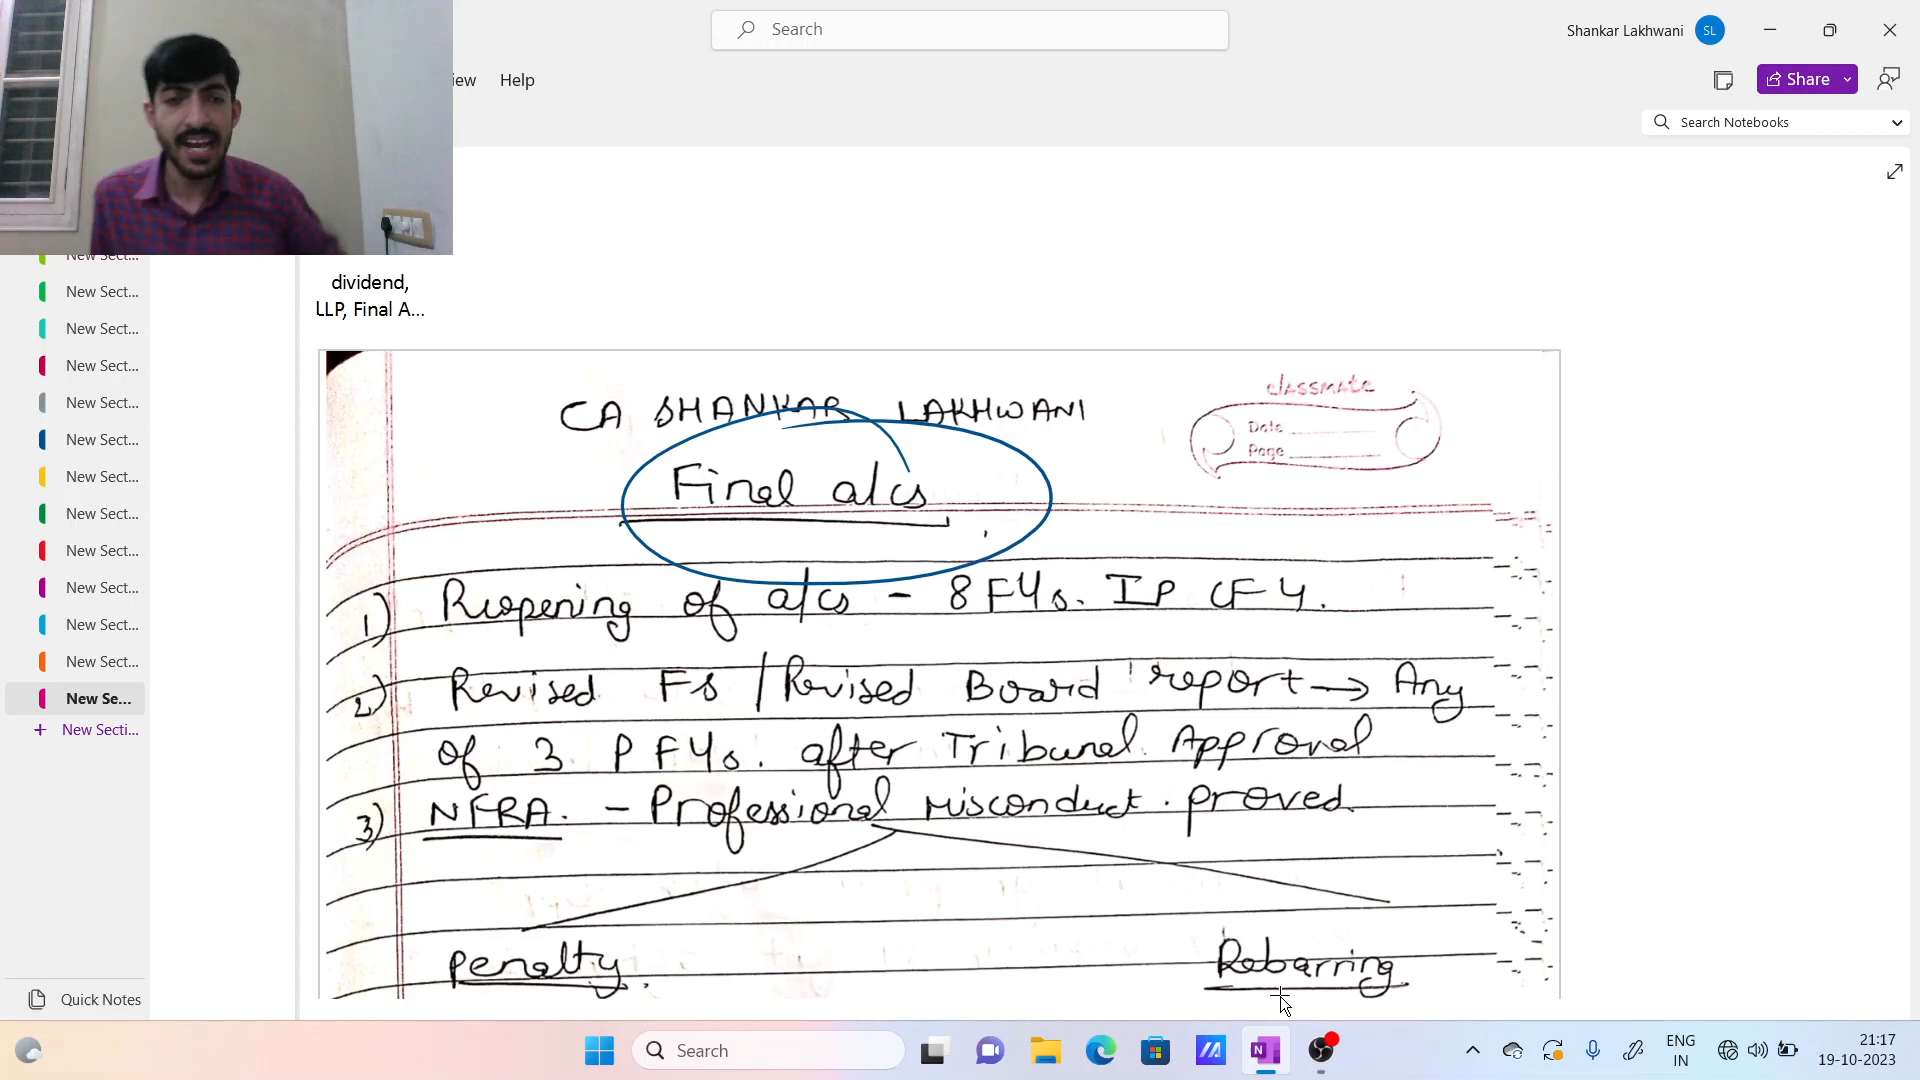 Search
Shankar Lakhwani
SL
iew
Help
Share
Search Notebooks
New Sect...
New Sect...
New Sect...
New Sect...
New Sect...
New Sect...
New Sect...
New Sect...
New Sect...
New Sect...
New Sect...
New Sect...
New Se...
New Secti...
Quick Notes
dividend,
LLP, Final A...
CA SHANKAR LAKHWANI
classmate
Date
Page
Final a/cs
1) Reopening of a/cs - 8 FYs. IP CFY.
2) Revised FS / Revised Board report → Any
of 3 PFYs. after Tribunal Approval
3) NFRA. - Professional misconduct. proved.
Penalty.
Rebarring
Search
ENG
IN
21:17
19-10-2023